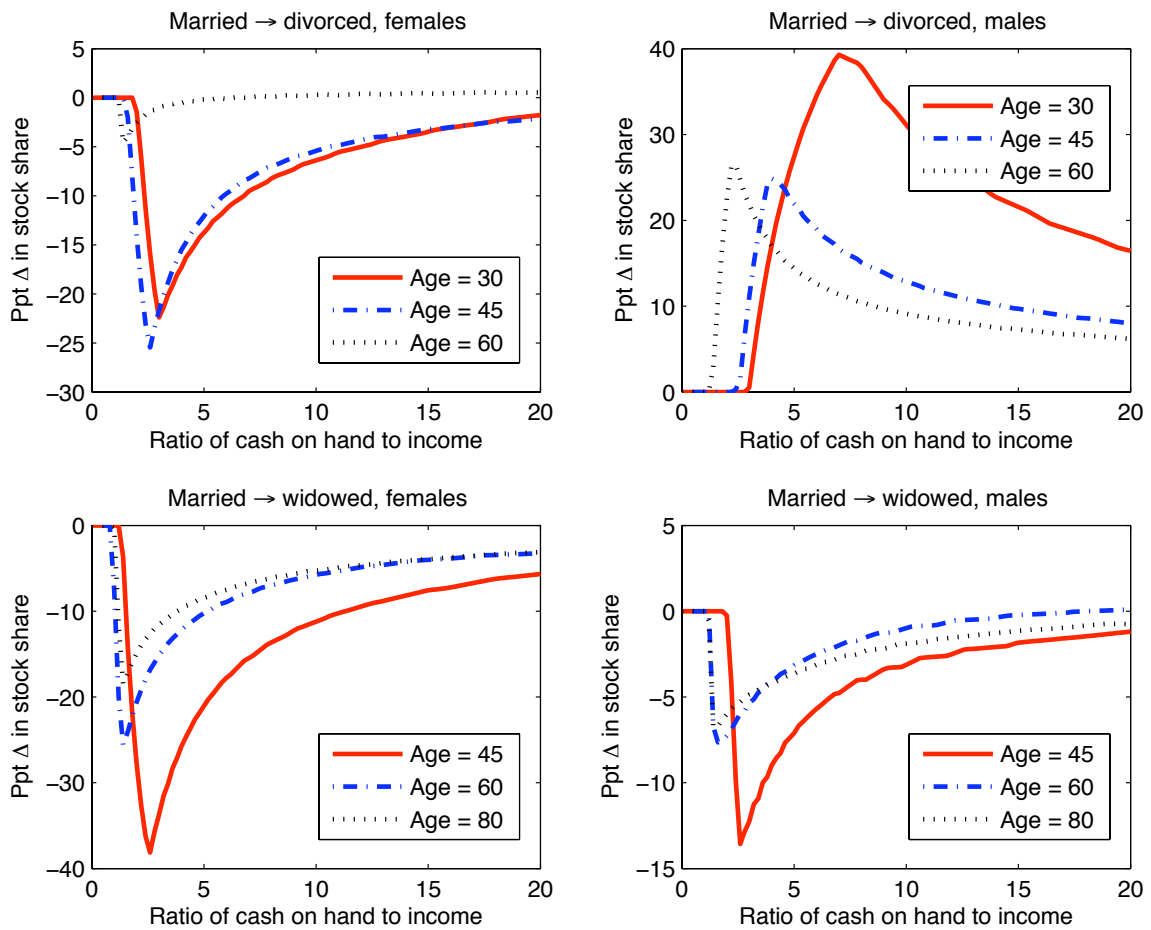 Married → divorced, females
Ppt Δ in stock share
5
0
−5
−10
−15
−20
−25
−30
0 5 10 15 20
Ratio of cash on hand to income
Age = 30
Age = 45
Age = 60
Married → divorced, males
Ppt Δ in stock share
40
30
20
10
0
0 5 10 15 20
Ratio of cash on hand to income
Age = 30
Age = 45
Age = 60
Married → widowed, females
Ppt Δ in stock share
0
−10
−20
−30
−40
0 5 10 15 20
Ratio of cash on hand to income
Age = 45
Age = 60
Age = 80
Married → widowed, males
Ppt Δ in stock share
5
0
−5
−10
−15
0 5 10 15 20
Ratio of cash on hand to income
Age = 45
Age = 60
Age = 80